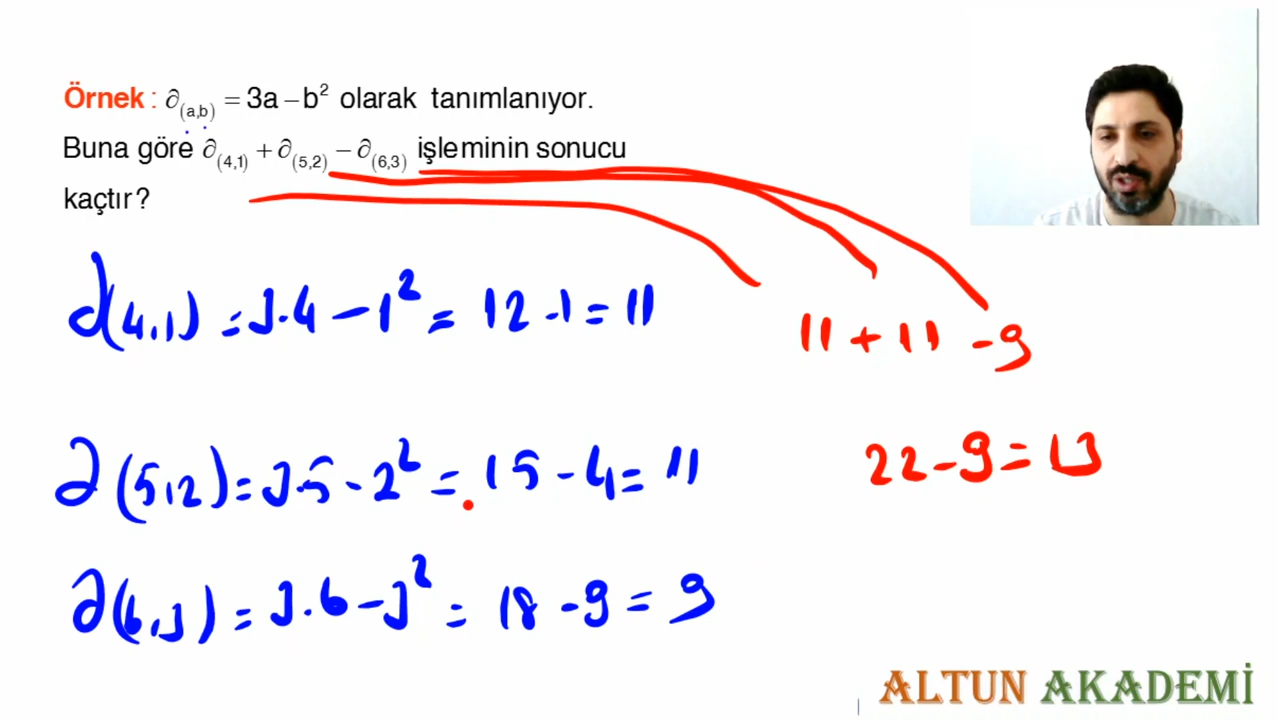 Örnek : ∂(a,b) = 3a – b² olarak tanımlanıyor.
Buna göre ∂(4,1) + ∂(5,2) – ∂(6,3) işleminin sonucu
kaçtır?
∂(4,1) = 3·4 – 1² = 12 – 1 = 11
11 + 11 – 9
∂(5,2) = 3·5 – 2² = 15 – 4 = 11
22 – 9 = 13
∂(6,3) = 3·6 – 3² = 18 – 9 = 9
ALTUN AKADEMİ